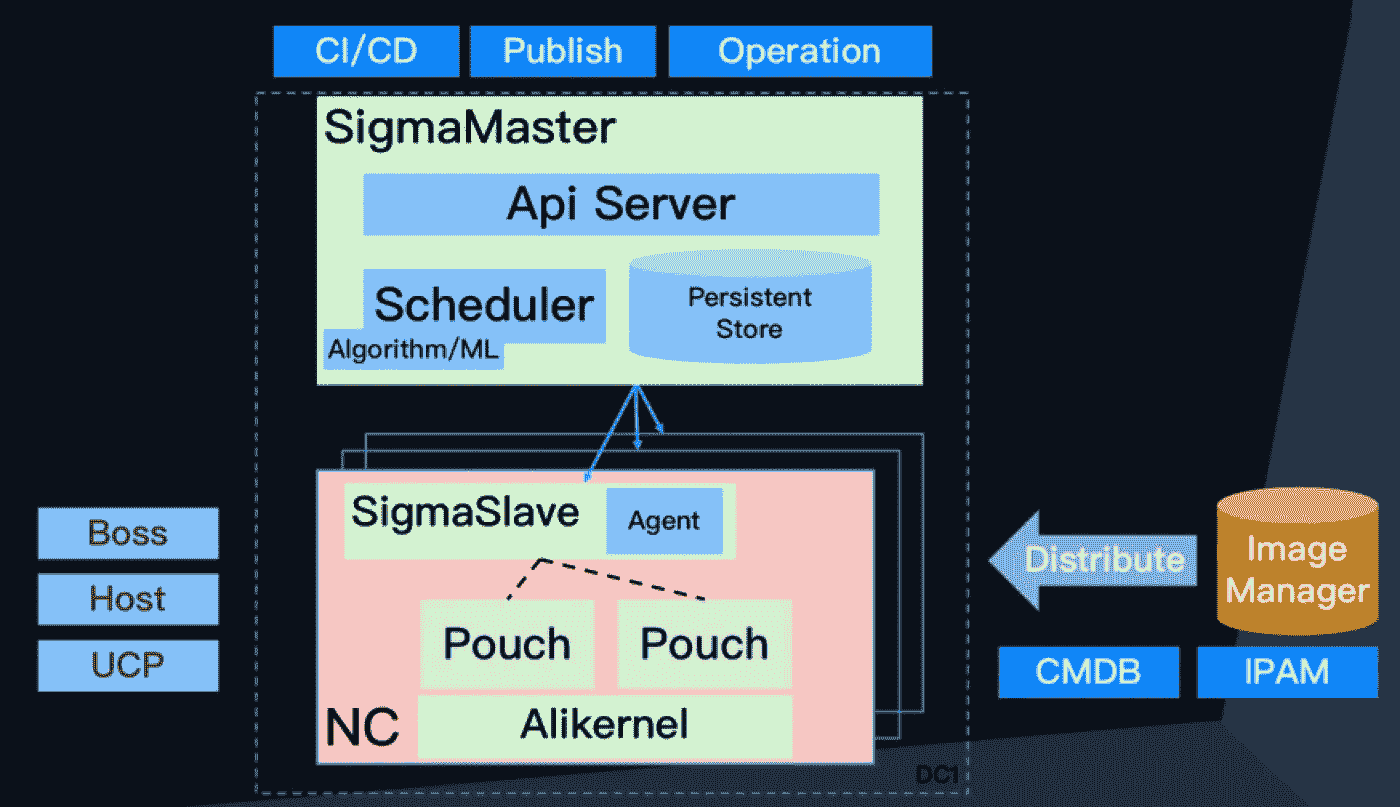 CI/CD
Publish
Operation
SigmaMaster
Api Server
Scheduler
Algorithm/ML
Persistent
Store
SigmaSlave
Agent
Pouch
Pouch
NC
Alikernel
DC1
Boss
Host
UCP
Distribute
Image
Manager
CMDB
IPAM